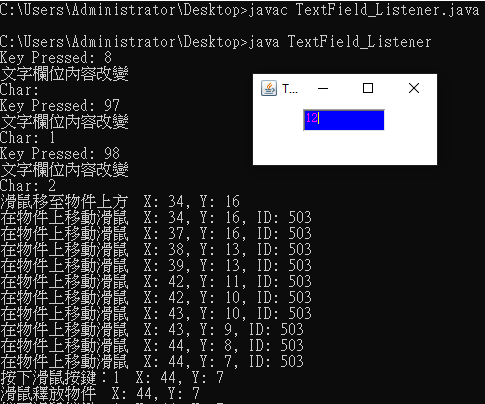 C:\Users\Administrator\Desktop>javac TextField_Listener.java
C:\Users\Administrator\Desktop>java TextField_Listener
Key Pressed: 8
文字欄位內容改變
Char:
Key Pressed: 97
文字欄位內容改變
Char: 1
Key Pressed: 98
文字欄位內容改變
Char: 2
滑鼠移至物件上方 X: 34, Y: 16
在物件上移動滑鼠 X: 34, Y: 16, ID: 503
在物件上移動滑鼠 X: 37, Y: 16, ID: 503
在物件上移動滑鼠 X: 38, Y: 13, ID: 503
在物件上移動滑鼠 X: 39, Y: 13, ID: 503
在物件上移動滑鼠 X: 42, Y: 11, ID: 503
在物件上移動滑鼠 X: 42, Y: 10, ID: 503
在物件上移動滑鼠 X: 43, Y: 10, ID: 503
在物件上移動滑鼠 X: 43, Y: 9, ID: 503
在物件上移動滑鼠 X: 44, Y: 8, ID: 503
在物件上移動滑鼠 X: 44, Y: 7, ID: 503
按下滑鼠按鍵：1 X: 44, Y: 7
滑鼠釋放物件 X: 44, Y: 7
T...
12